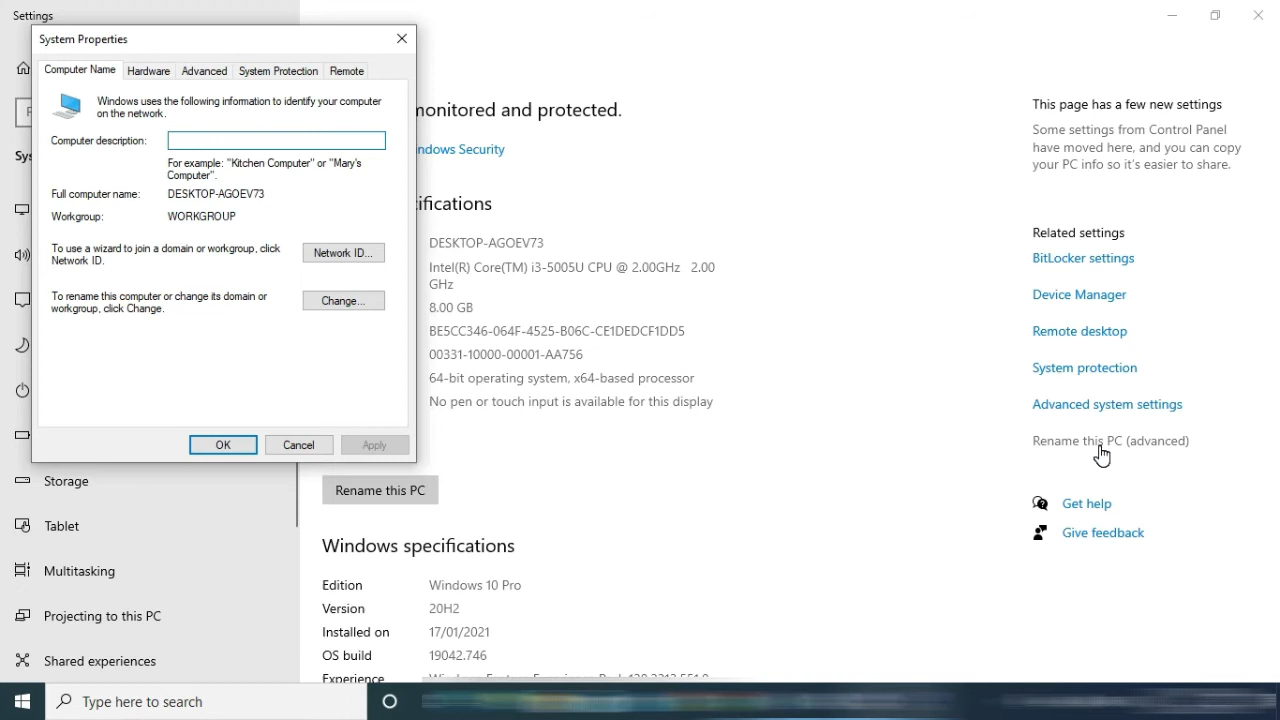 Settings
System Properties
Computer Name
Hardware
Advanced
System Protection
Remote
Windows uses the following information to identify your computer
on the network.
Computer description:
For example: "Kitchen Computer" or "Mary's
Computer".
Full computer name:
DESKTOP-AGOEV73
Workgroup:
WORKGROUP
To use a wizard to join a domain or workgroup, click
Network ID.
Network ID...
To rename this computer or change its domain or
workgroup, click Change.
Change...
OK
Cancel
Apply
Sys
Storage
Tablet
Multitasking
Projecting to this PC
Shared experiences
monitored and protected.
ndows Security
ifications
DESKTOP-AGOEV73
Intel(R) Core(TM) i3-5005U CPU @ 2.00GHz 2.00
GHz
8.00 GB
BE5CC346-064F-4525-B06C-CE1DEDCF1DD5
00331-10000-00001-AA756
64-bit operating system, x64-based processor
No pen or touch input is available for this display
Rename this PC
Windows specifications
Edition
Windows 10 Pro
Version
20H2
Installed on
17/01/2021
OS build
19042.746
Experience
This page has a few new settings
Some settings from Control Panel
have moved here, and you can copy
your PC info so it's easier to share.
Related settings
BitLocker settings
Device Manager
Remote desktop
System protection
Advanced system settings
Rename this PC (advanced)
Get help
Give feedback
Type here to search